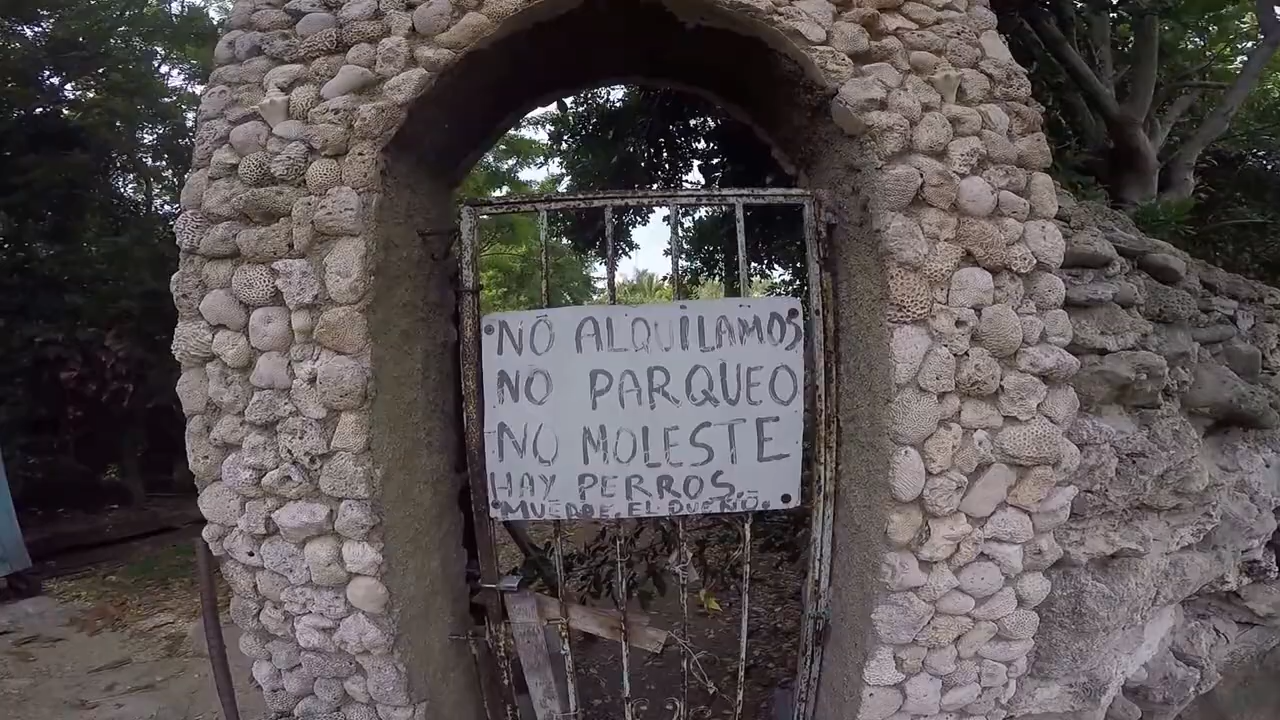 NO ALQUILAMOS
NO PARQUEO
NO MOLESTE
HAY PERROS.
"MUERDE, EL DUEÑO.